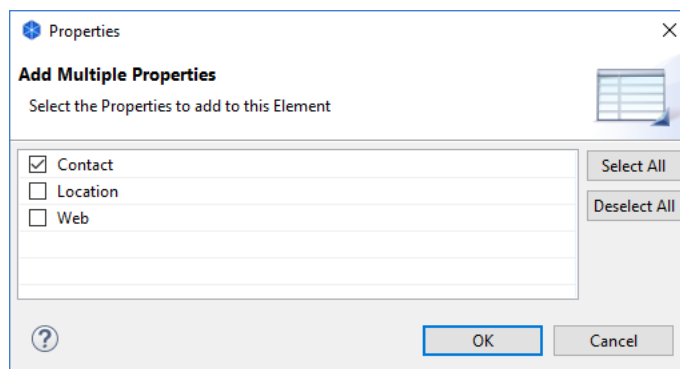 Properties
Add Multiple Properties
Select the Properties to add to this Element
Contact
Location
Web
Select All
Deselect All
?
OK
Cancel